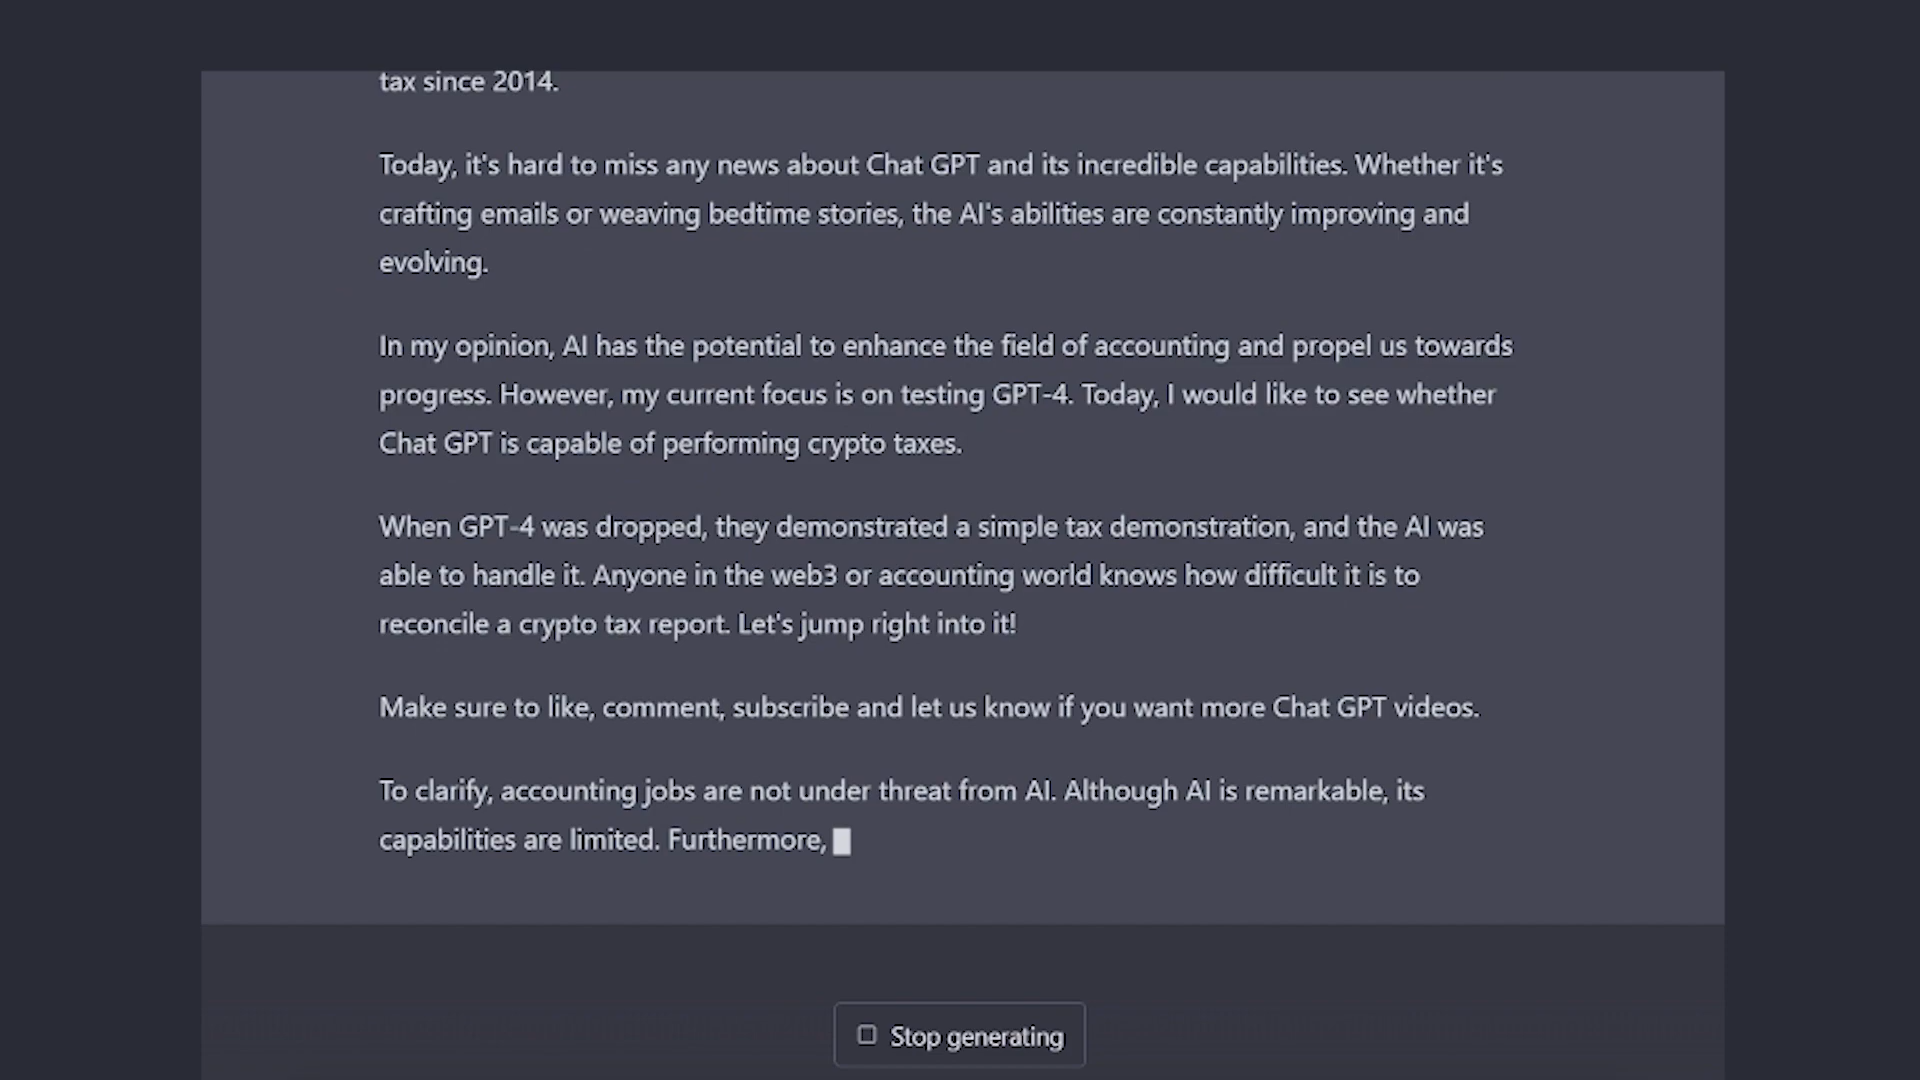 tax since 2014.
Today, it's hard to miss any news about Chat GPT and its incredible capabilities. Whether it's
crafting emails or weaving bedtime stories, the AI's abilities are constantly improving and
evolving.
In my opinion, AI has the potential to enhance the field of accounting and propel us towards
progress. However, my current focus is on testing GPT-4. Today, I would like to see whether
Chat GPT is capable of performing crypto taxes.
When GPT-4 was dropped, they demonstrated a simple tax demonstration, and the AI was
able to handle it. Anyone in the web3 or accounting world knows how difficult it is to
reconcile a crypto tax report. Let's jump right into it!
Make sure to like, comment, subscribe and let us know if you want more Chat GPT videos.
To clarify, accounting jobs are not under threat from AI. Although AI is remarkable, its
capabilities are limited. Furthermore,
Stop generating